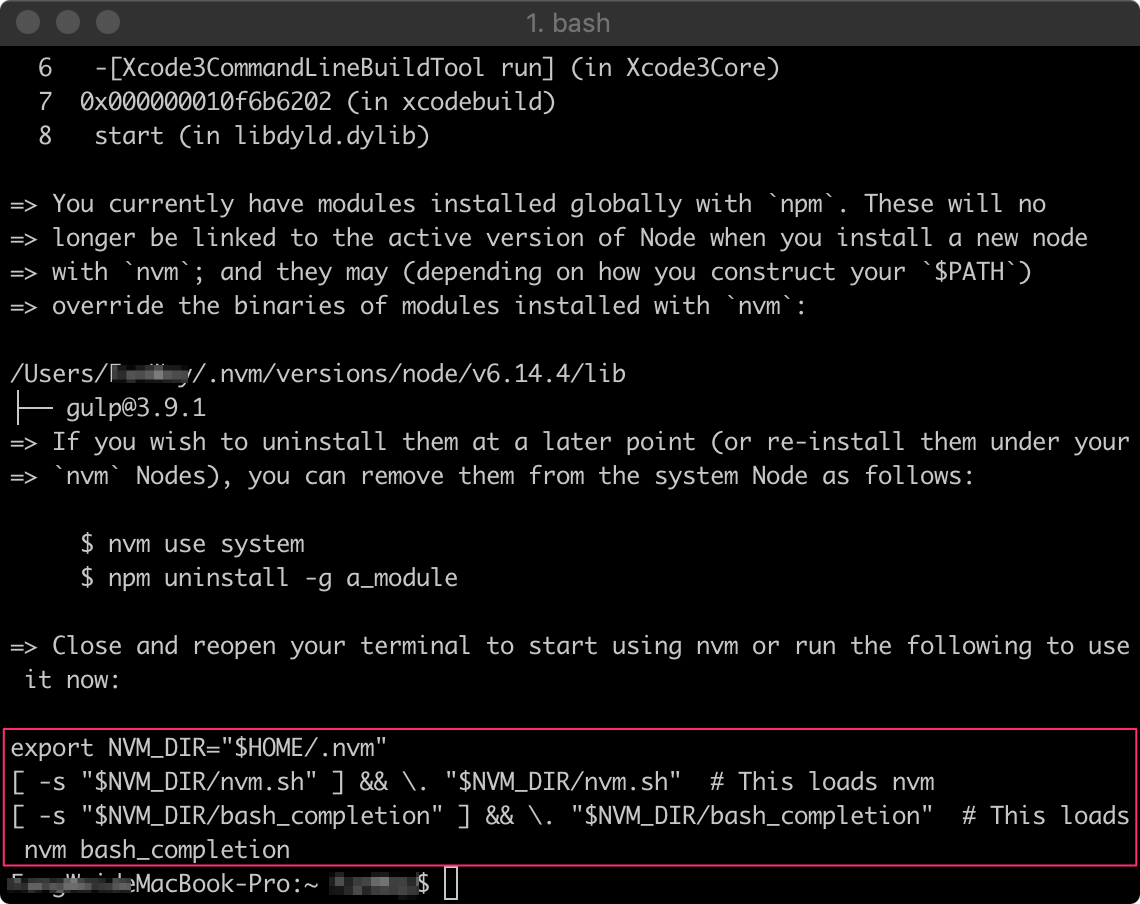 1. bash
6 -[Xcode3CommandLineBuildTool run] (in Xcode3Core)
7 0x000000010f6b6202 (in xcodebuild)
8 start (in libdyld.dylib)
=> You currently have modules installed globally with `npm`. These will no
=> longer be linked to the active version of Node when you install a new node
=> with `nvm`; and they may (depending on how you construct your `$PATH`)
=> override the binaries of modules installed with `nvm`:
/Users/ /.nvm/versions/node/v6.14.4/lib
├── gulp@3.9.1
=> If you wish to uninstall them at a later point (or re-install them under your
=> `nvm` Nodes), you can remove them from the system Node as follows:
$ nvm use system
$ npm uninstall -g a_module
=> Close and reopen your terminal to start using nvm or run the following to use
it now:
export NVM_DIR="$HOME/.nvm"
[ -s "$NVM_DIR/nvm.sh" ] && \. "$NVM_DIR/nvm.sh" # This loads nvm
[ -s "$NVM_DIR/bash_completion" ] && \. "$NVM_DIR/bash_completion" # This loads
nvm bash_completion
deMacBook-Pro:~ $